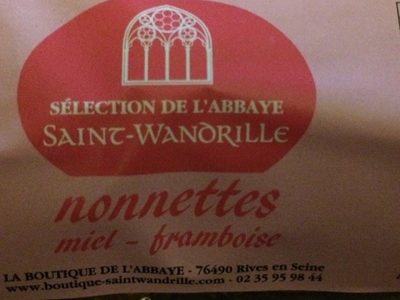 SÉLECTION DE L'ABBAYE
SAINT-WANDRILLE
nonnettes
miel - framboise
LA BOUTIQUE DE L'ABBAYE - 76490 Rives en Seine
www.boutique-saintwandrille.com - 02 35 95 98 44